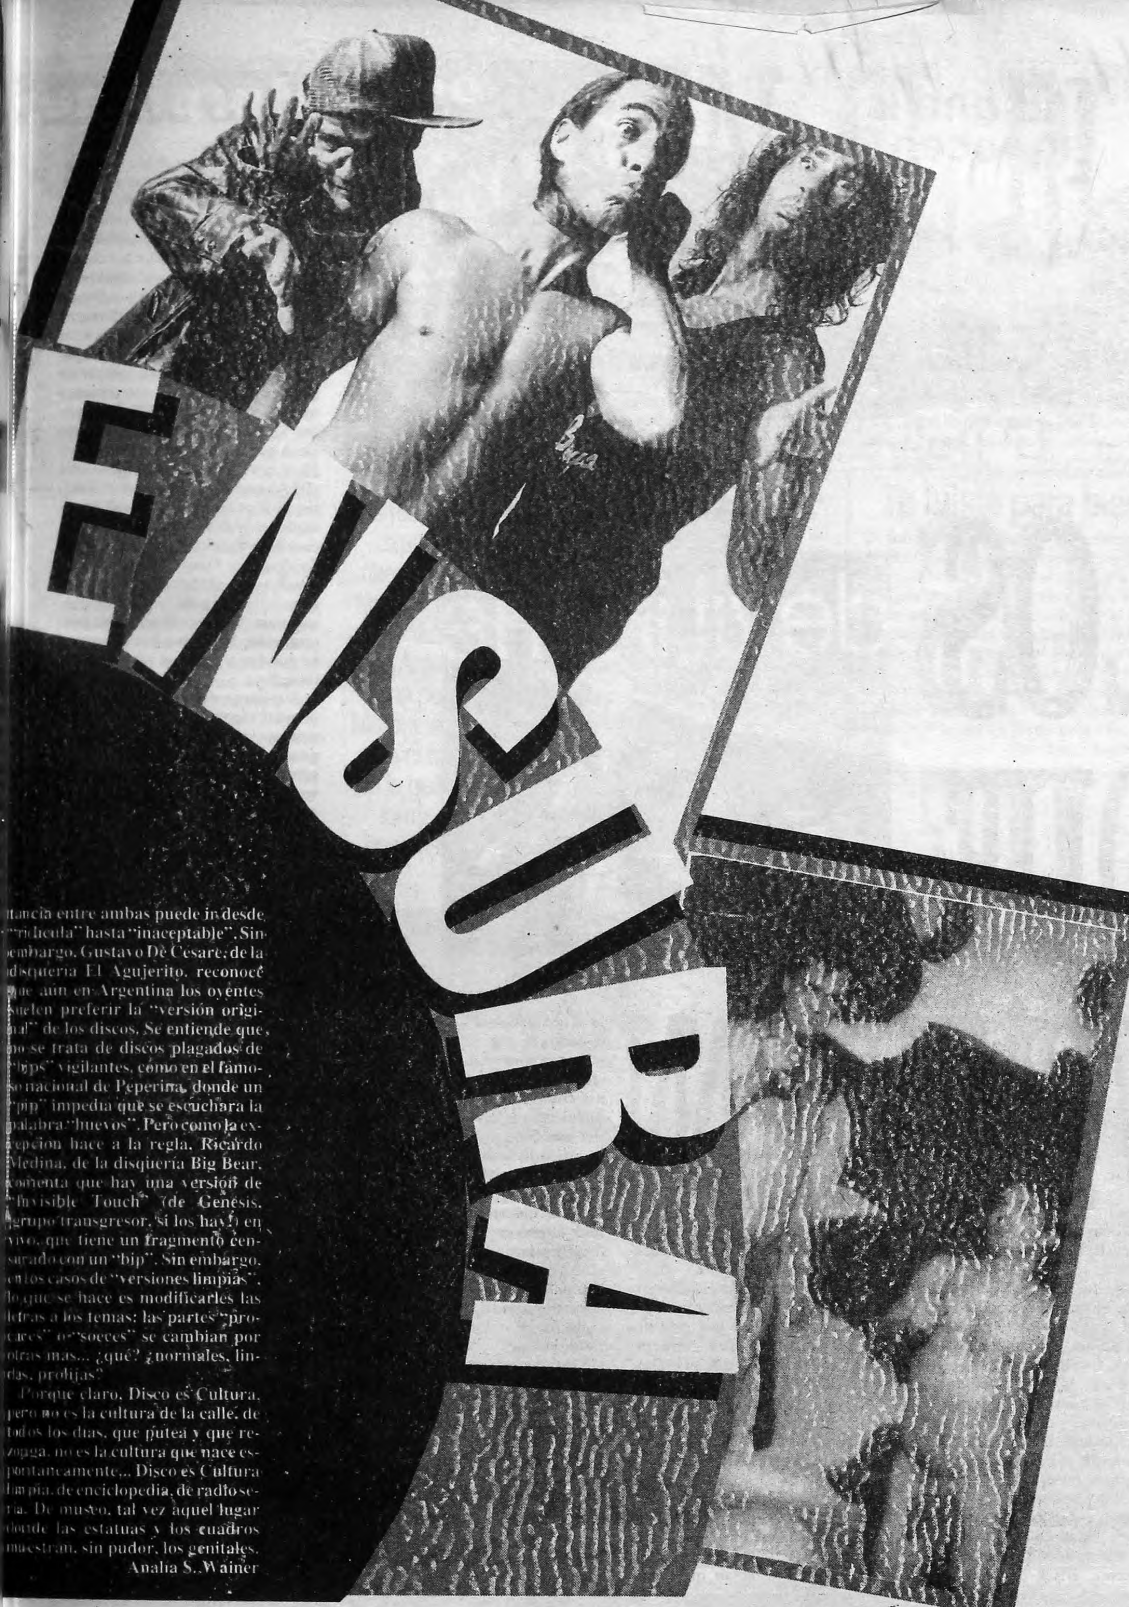 ENSURA
tancia entre ambas puede ir desde
"ridícula" hasta "inaceptable". Sin
embargo, Gustavo De Cesare, de la
disquería El Agujerito, reconoce
que aún en Argentina los oyentes
suelen preferir la "versión origi-
nal" de los discos. Se entiende que
no se trata de discos plagados de
"bips" vigilantes, como en el famo-
so nacional de Peperina, donde un
"pip" impedía que se escuchara la
palabra "huevos". Pero como la ex-
cepción hace a la regla, Ricardo
Medina, de la disquería Big Bear,
comenta que hay una versión de
"Invisible Touch" (de Genesis,
grupo transgresor, si los hay!) en
vivo, que tiene un fragmento cen-
surado con un "bip". Sin embargo,
en los casos de "versiones limpias",
lo que se hace es modificarles las
letras a los temas: las partes "pro-
caces" o "soeces" se cambian por
otras más... ¿qué? ¿normales, lin-
das, prolijas?
Porque claro, Disco es Cultura,
pero no es la cultura de la calle, de
todos los días, que putea y que re-
zonga, no es la cultura que nace es-
pontáneamente... Disco es Cultura
limpia, de enciclopedia, de
De museo, tal vez aquel lugar
donde las estatuas y los cuadros
muestran, sin pudor, los genitales.
Analía S. Wainer